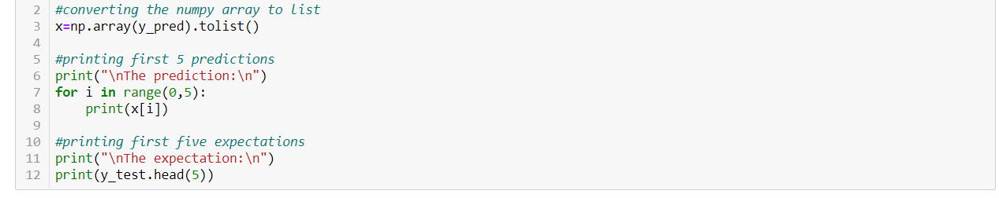 2 #converting the numpy array to list
3 x=np.array(y_pred).tolist()
4
5 #printing first 5 predictions
6 print("\nThe prediction:\n")
7 for i in range(0,5):
8     print(x[i])
9
10 #printing first five expectations
11 print("\nThe expectation:\n")
12 print(y_test.head(5))